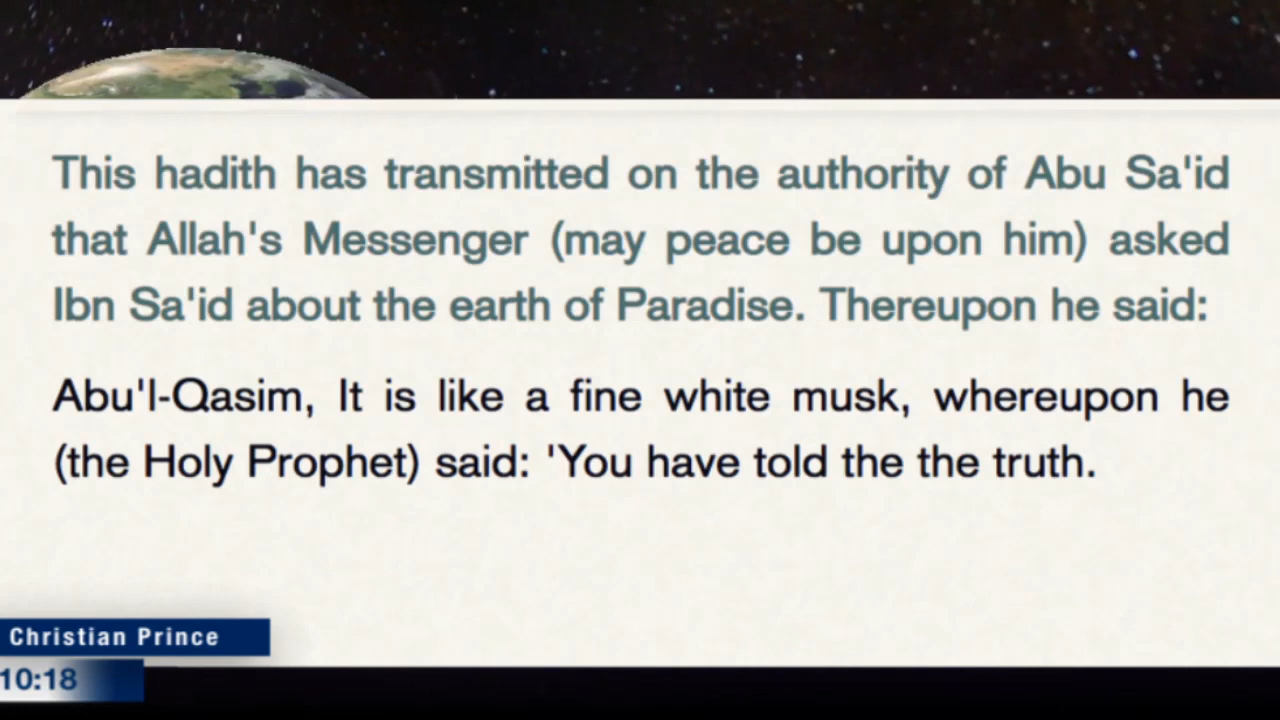 This hadith has transmitted on the authority of Abu Sa'id
that Allah's Messenger (may peace be upon him) asked
Ibn Sa'id about the earth of Paradise. Thereupon he said:
Abu'l-Qasim, It is like a fine white musk, whereupon he
(the Holy Prophet) said: 'You have told the the truth.
Christian Prince
10:18